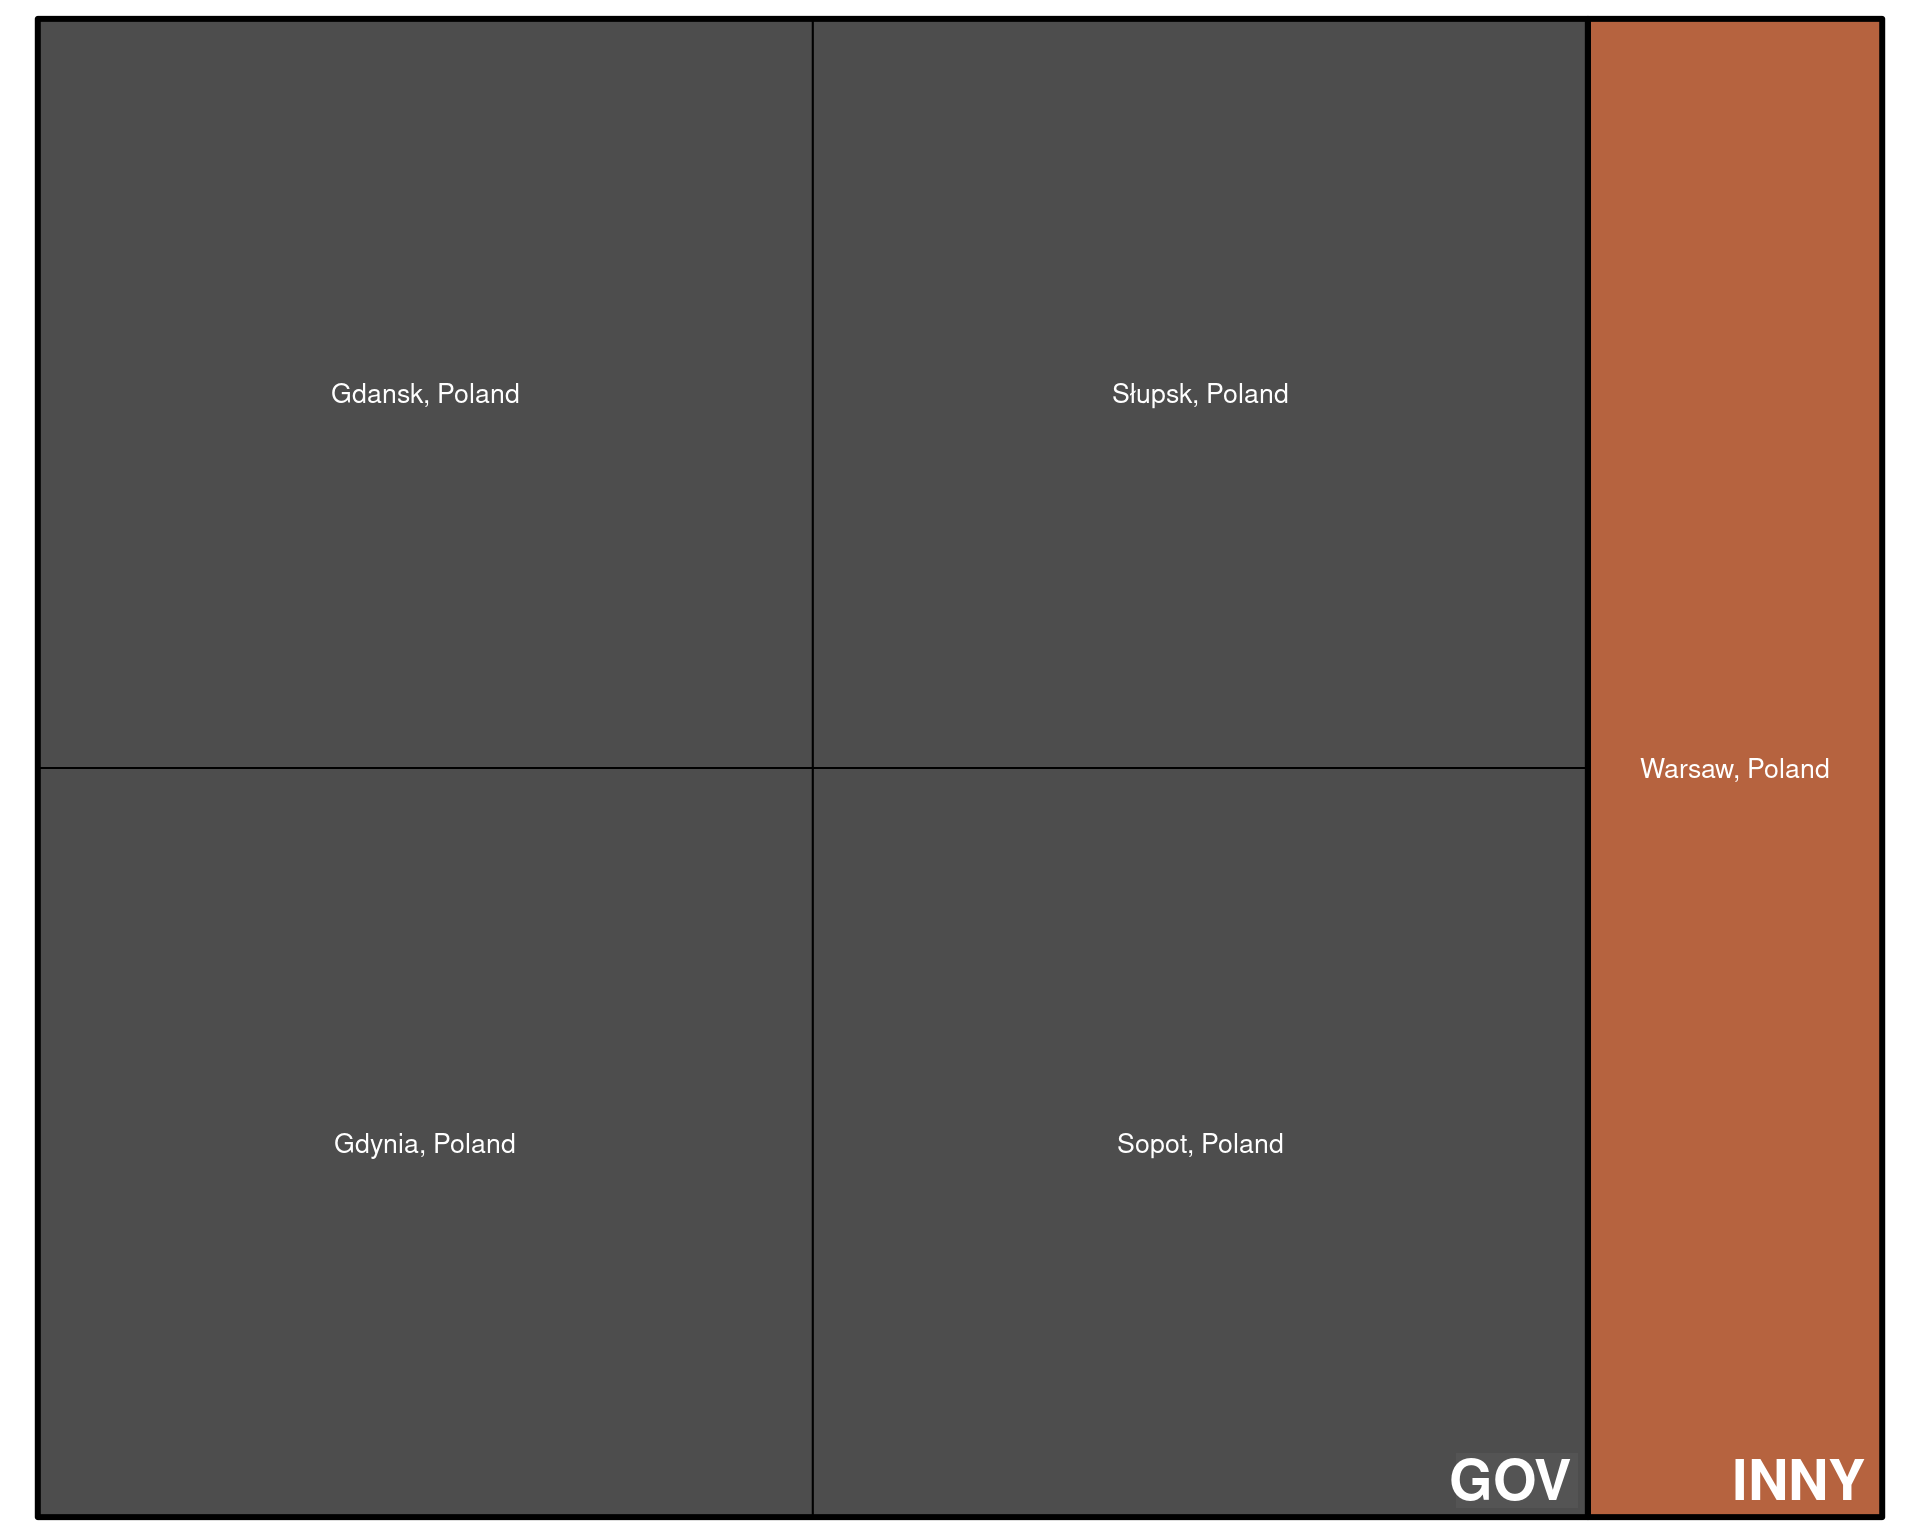 Gdansk, Poland
Słupsk, Poland
Gdynia, Poland
Sopot, Poland
GOV
Warsaw, Poland
INNY